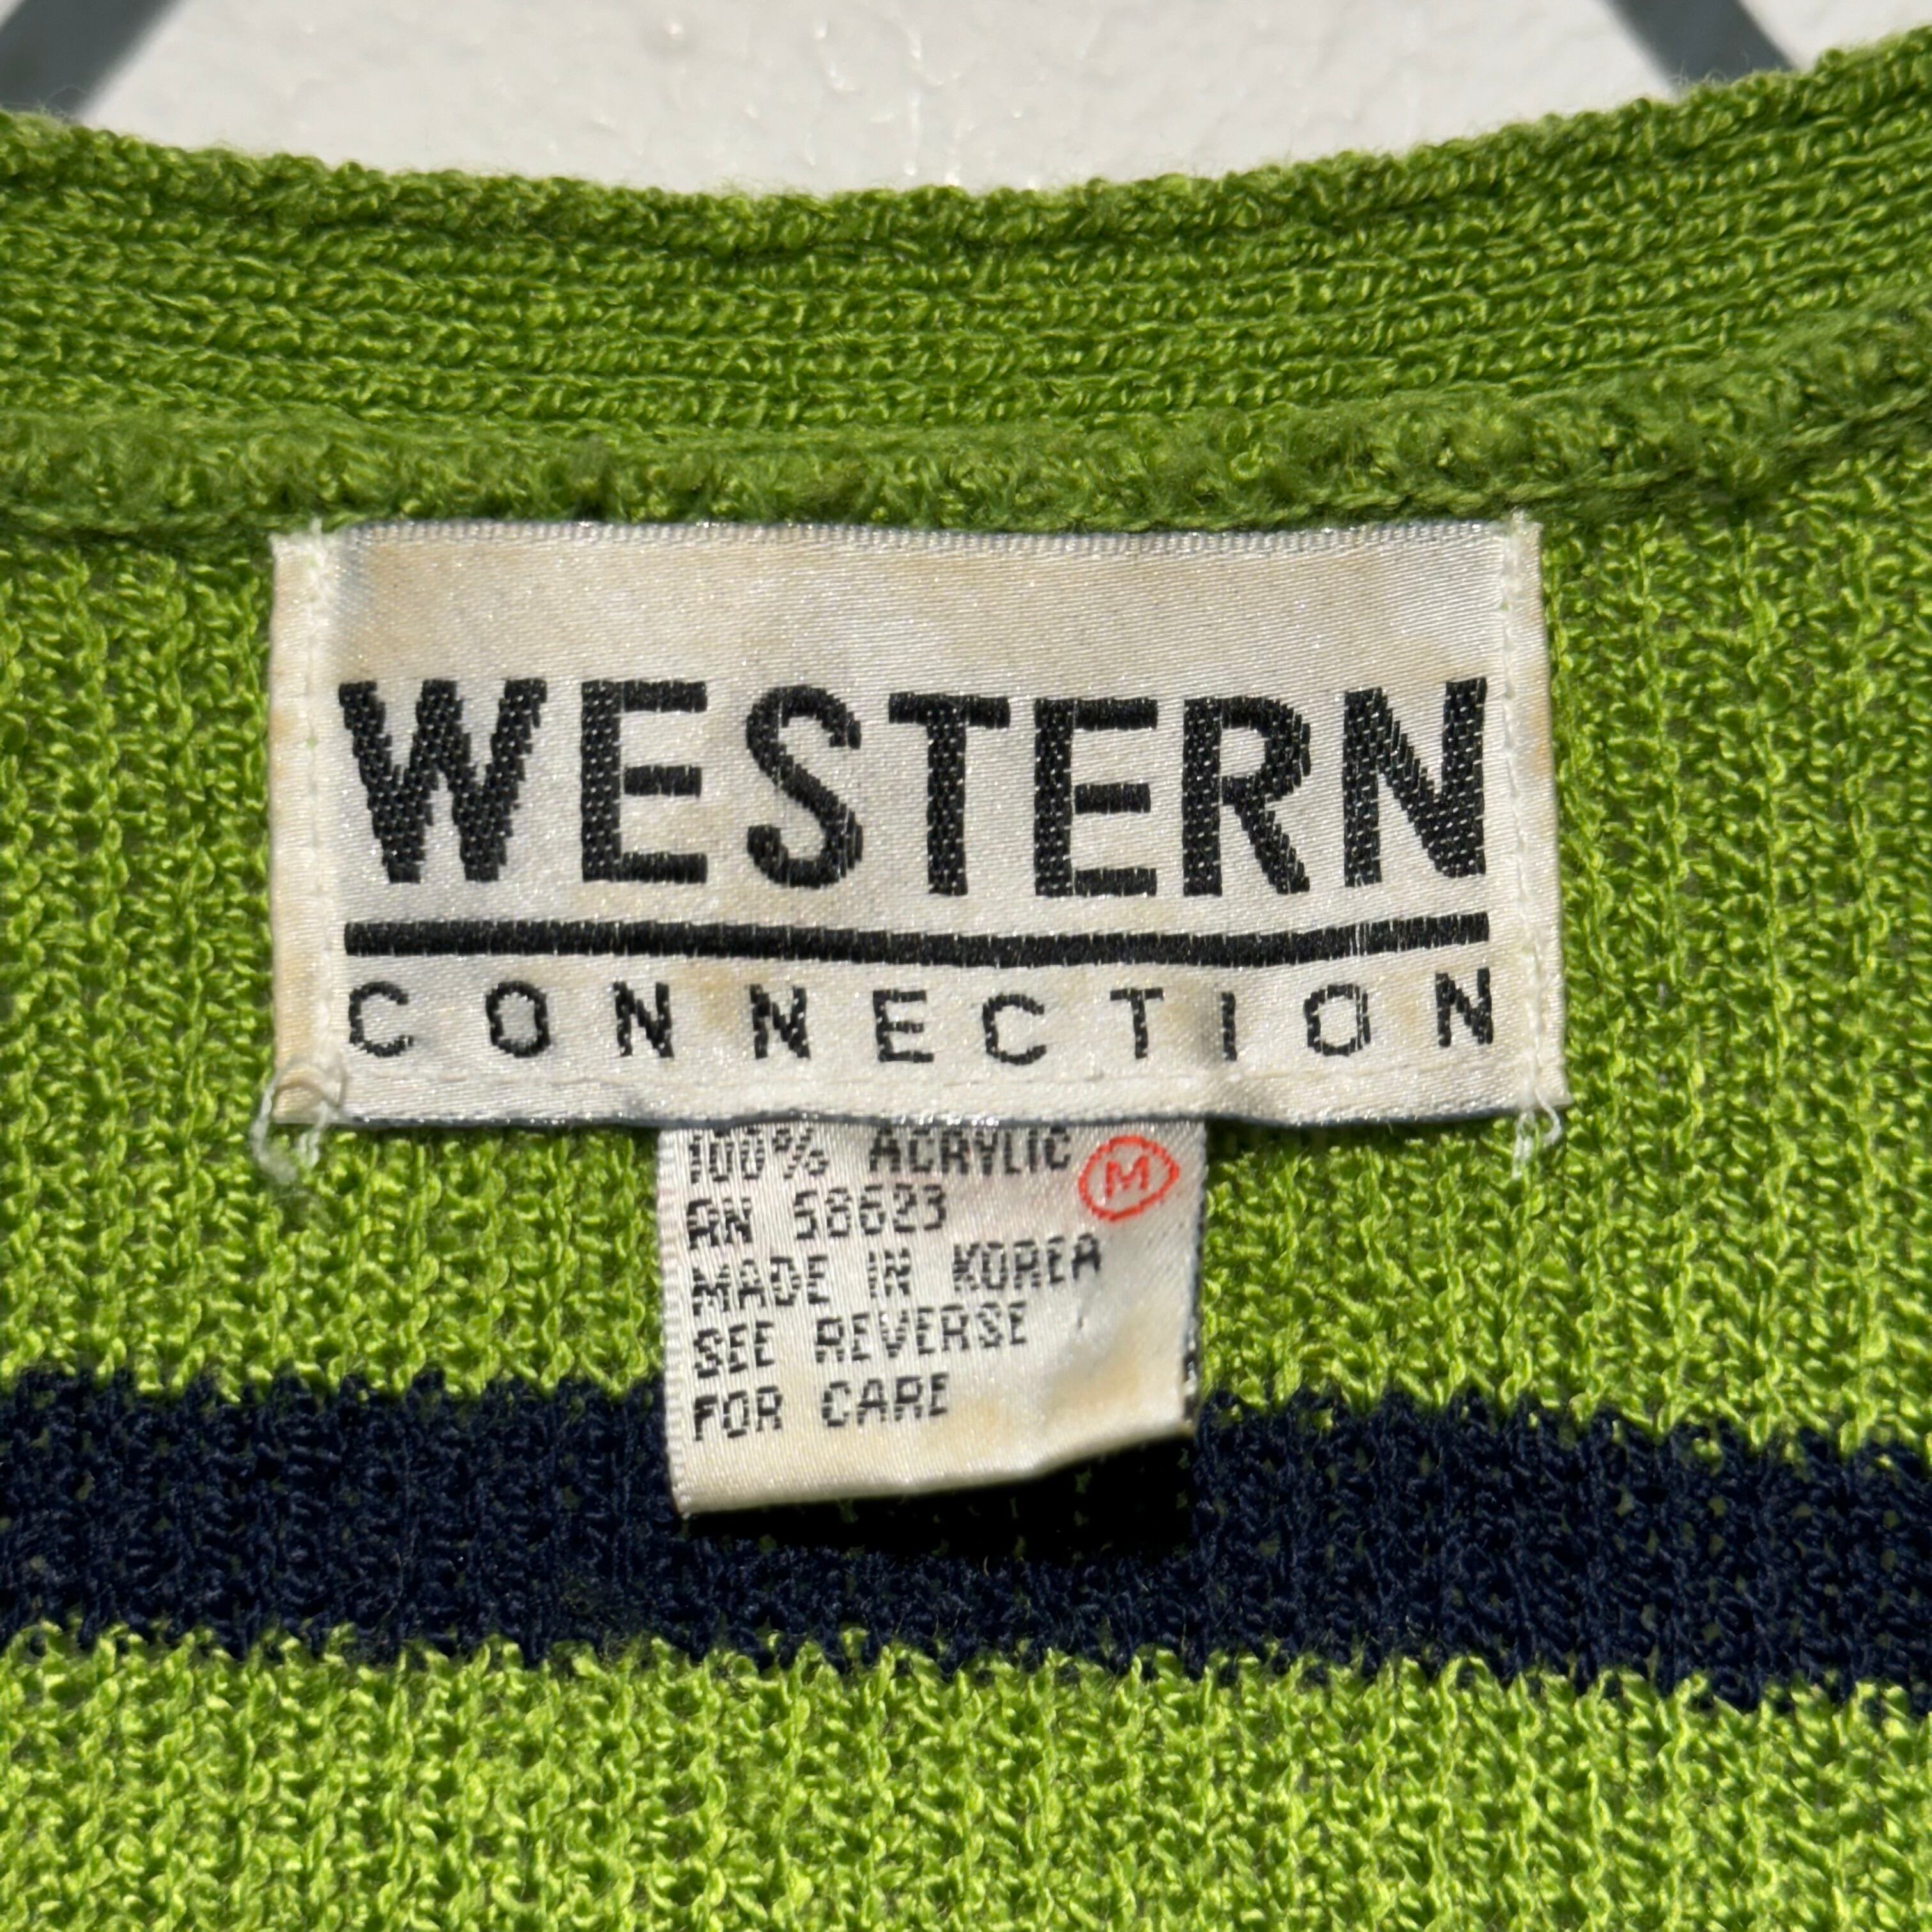 WESTERN
CONNECTION
100% ACRYLIC M
RN 58623
MADE IN KOREA
SEE REVERSE
FOR CARE